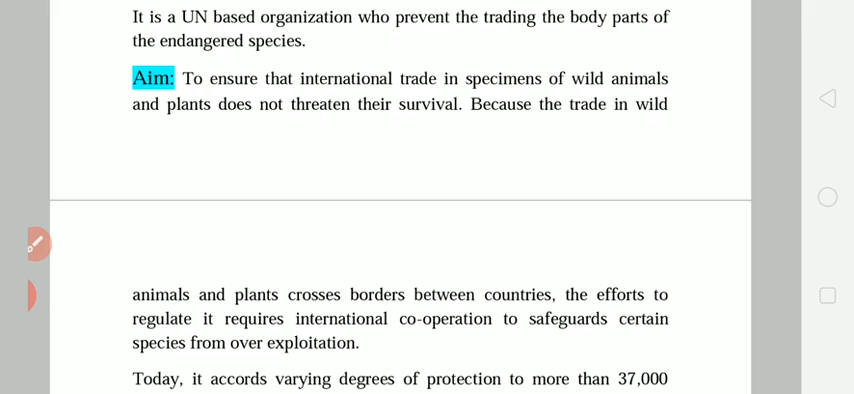 It is a UN based organization who prevent the trading the body parts of
the endangered species.
Aim: To ensure that international trade in specimens of wild animals
and plants does not threaten their survival. Because the trade in wild
animals and plants crosses borders between countries, the efforts to
regulate it requires international co-operation to safeguards certain
species from over exploitation.
Today, it accords varying degrees of protection to more than 37,000